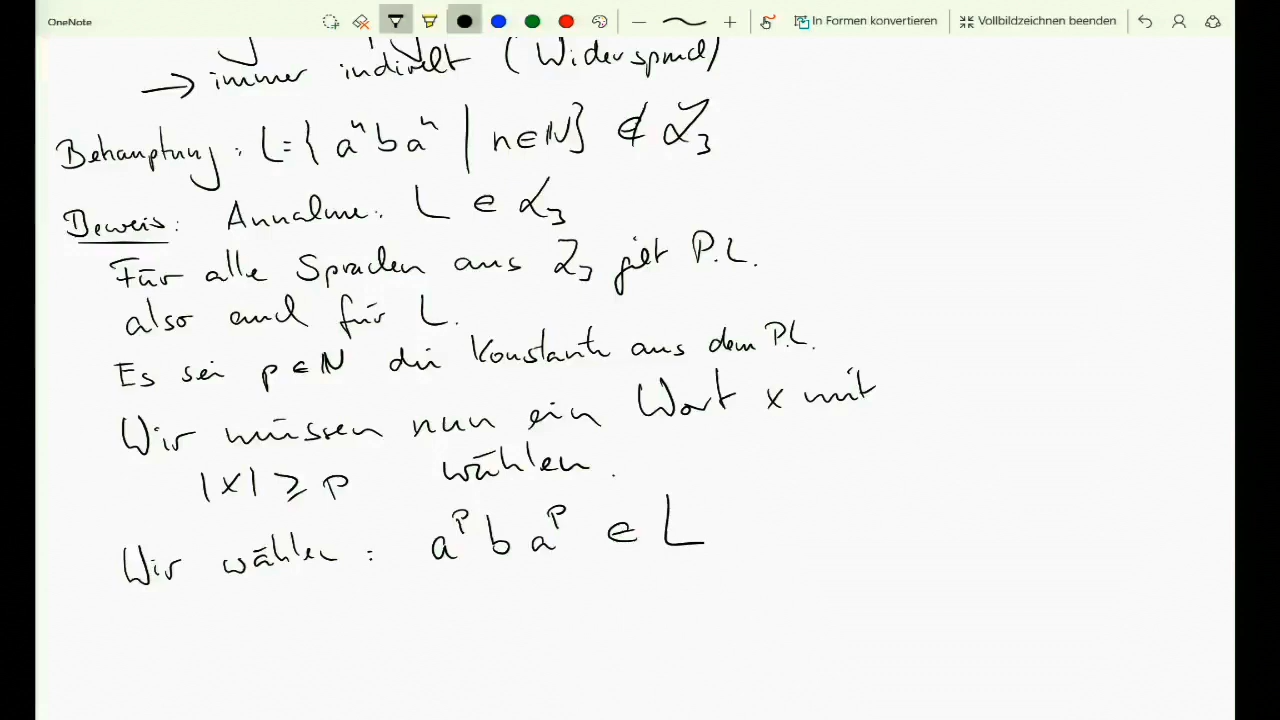 OneNote
In Formen konvertieren
Vollbildzeichnen beenden
→ immer indirekt (Widerspruch)
Behauptung: L = { aⁿ b aⁿ | n ∈ ℕ } ∉ ℒ₃
Beweis: Annahme: L ∈ ℒ₃
Für alle Sprachen aus ℒ₃ gilt P.L.
also auch für L.
Es sei p ∈ ℕ die Konstante aus dem P.L.
Wir müssen nun ein Wort x mit
|x| ≥ p wählen.
Wir wählen: aᵖ b aᵖ ∈ L